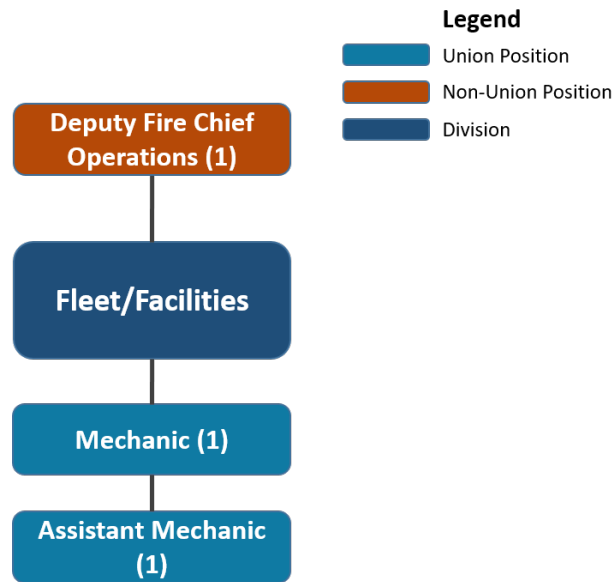 Legend
Union Position
Non-Union Position
Division
Deputy Fire Chief
Operations (1)
Fleet/Facilities
Mechanic (1)
Assistant Mechanic
(1)